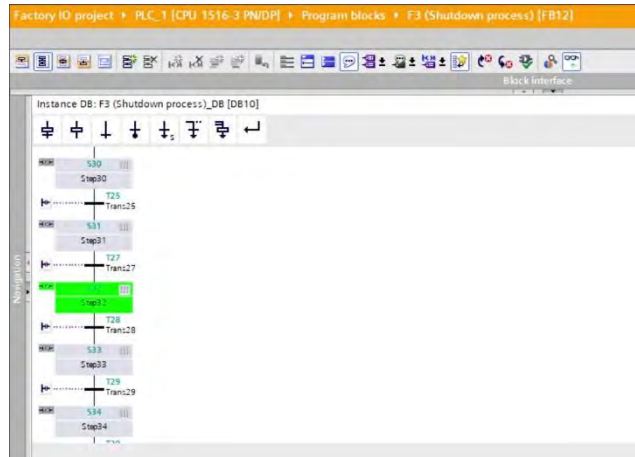 Factory IO project ▸ PLC_1 [CPU 1516-3 PN/DP] ▸ Program blocks ▸ F3 (Shutdown process) [FB12]
Block interface
Instance DB: F3 (Shutdown process)_DB [DB10]
S30
Step30
T25
Trans25
S31
Step31
T27
Trans27
Step32
T28
Trans28
S33
Step33
T29
Trans29
S34
Step34
Navigation